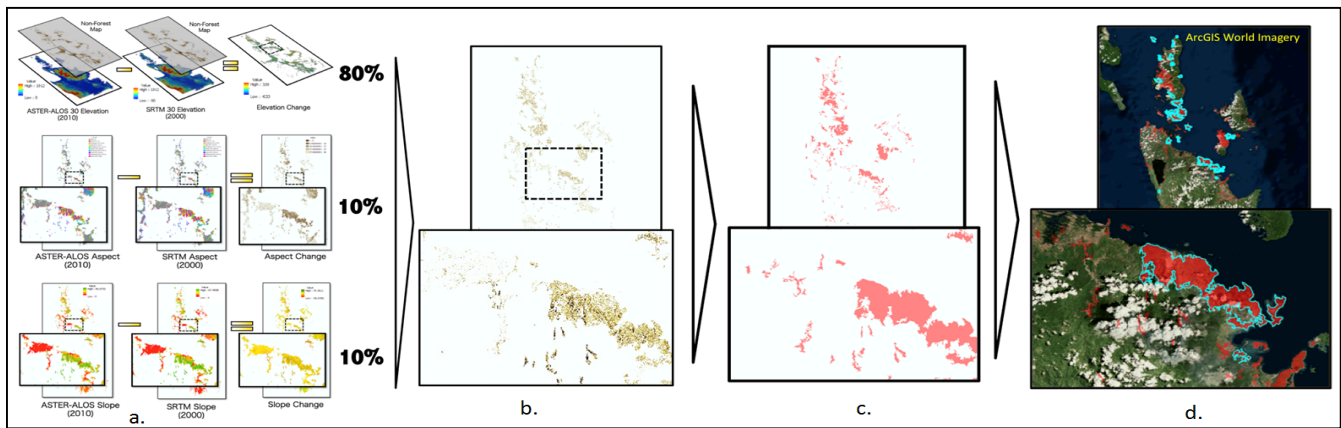 Non-Forest
Map
Non-Forest
Map
Value
ASTER-ALOS 30 Elevation
(2010)
SRTM 30 Elevation
(2000)
Elevation Change
80%
ASTER-ALOS Aspect
(2010)
SRTM Aspect
(2000)
Aspect Change
10%
ASTER-ALOS Slope
(2010)
SRTM Slope
(2000)
Slope Change
10%
a.
b.
c.
ArcGIS World Imagery
d.